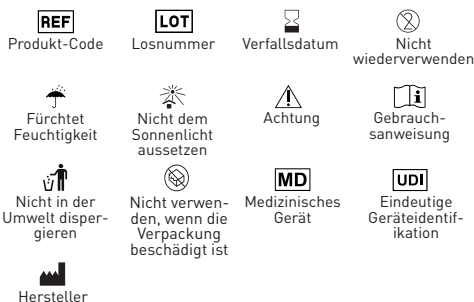 REF
LOT
Produkt-Code
Losnummer
Verfallsdatum
Nicht
wiederverwenden
Fürchtet
Feuchtigkeit
Nicht dem
Sonnenlicht
aussetzen
Achtung
Gebrauch-
sanweisung
Nicht in der
Umwelt disper-
gieren
Nicht verwen-
den, wenn die
Verpackung
beschädigt ist
MD
Medizinisches
Gerät
UDI
Eindeutige
Geräteidentif-
ikation
Hersteller